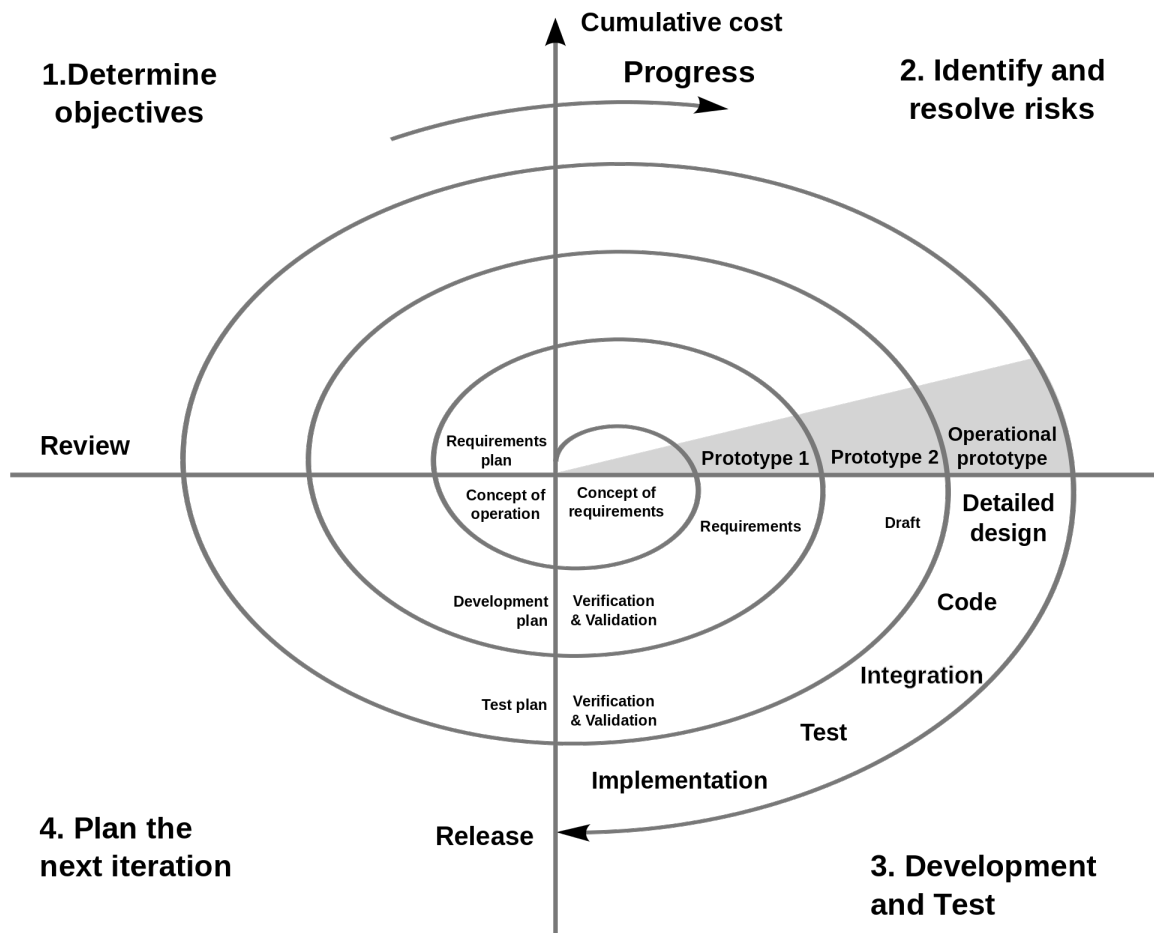 Cumulative cost
Progress
1.Determine
objectives
2. Identify and
resolve risks
Review
Requirements
plan
Prototype 1
Prototype 2
Operational
prototype
Concept of
operation
Concept of
requirements
Requirements
Draft
Detailed
design
Code
Development
plan
Verification
& Validation
Integration
Test plan
Verification
& Validation
Test
Implementation
Release
4. Plan the
next iteration
3. Development
and Test